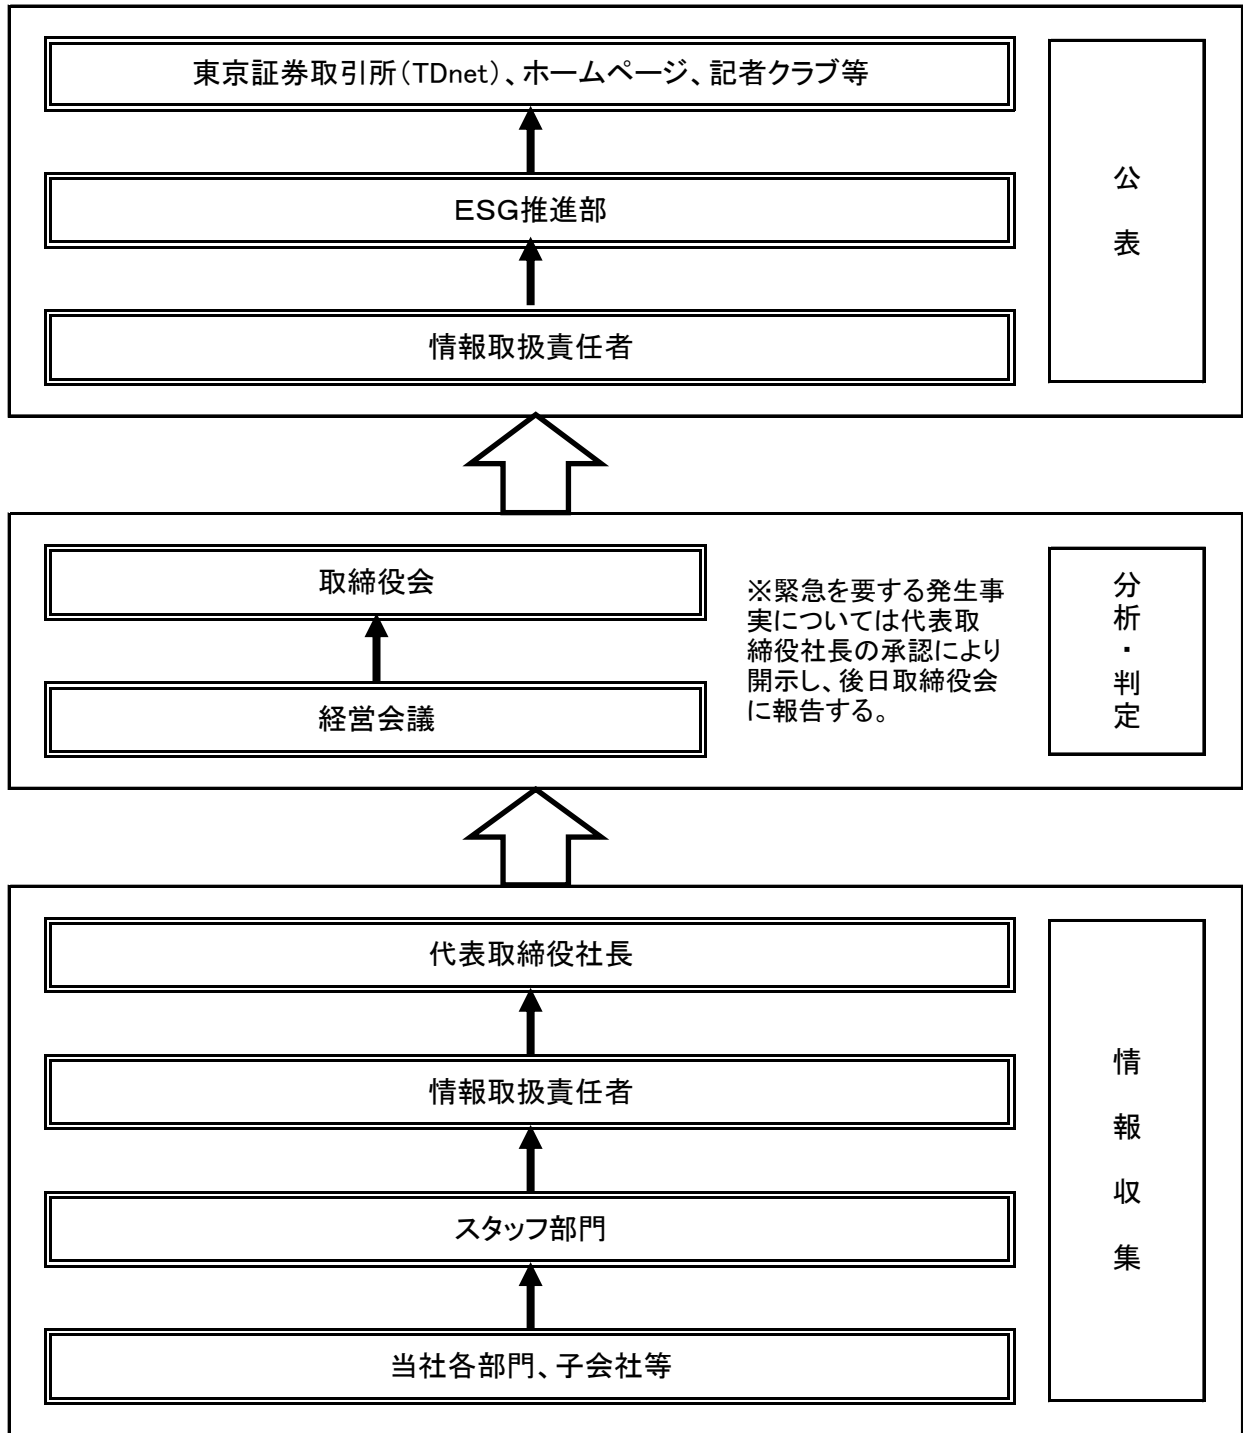 東京証券取引所（TDnet）、ホームページ、記者クラブ等
ESG推進部
情報取扱責任者
公表
取締役会
経営会議
※緊急を要する発生事
実については代表取
締役社長の承認により
開示し、後日取締役会
に報告する。
分析・判定
代表取締役社長
情報取扱責任者
スタッフ部門
当社各部門、子会社等
情報収集